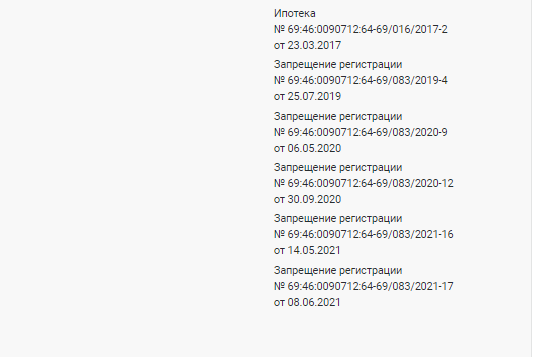 Ипотека
№ 69:46:0090712:64-69/016/2017-2
от 23.03.2017
Запрещение регистрации
№ 69:46:0090712:64-69/083/2019-4
от 25.07.2019
Запрещение регистрации
№ 69:46:0090712:64-69/083/2020-9
от 06.05.2020
Запрещение регистрации
№ 69:46:0090712:64-69/083/2020-12
от 30.09.2020
Запрещение регистрации
№ 69:46:0090712:64-69/083/2021-16
от 14.05.2021
Запрещение регистрации
№ 69:46:0090712:64-69/083/2021-17
от 08.06.2021